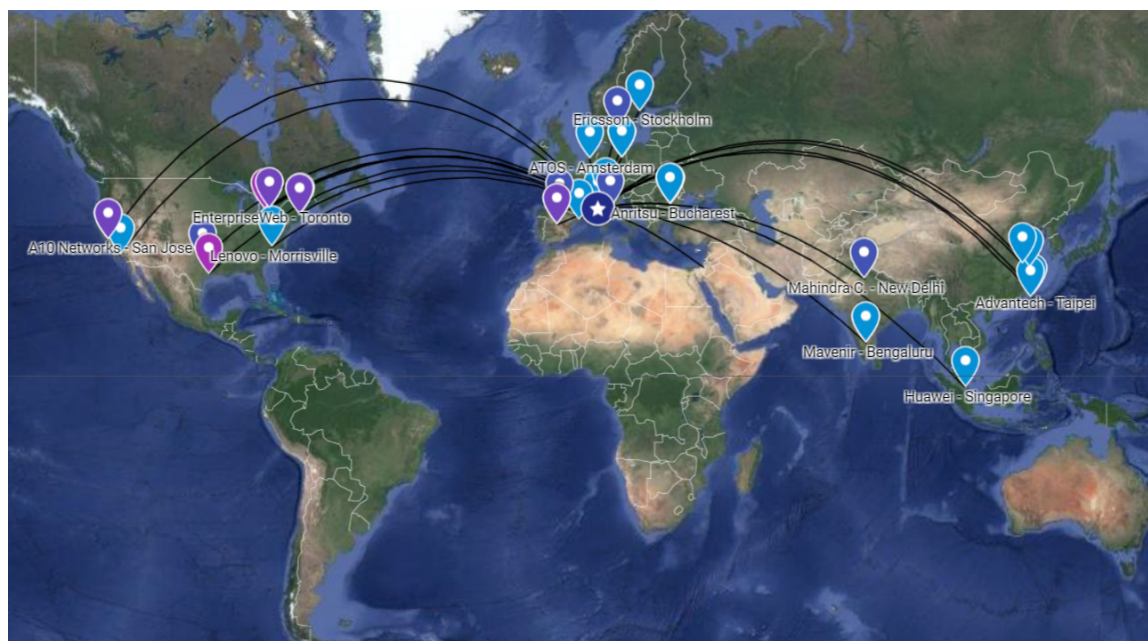 Ericsson - Stockholm
ATOS - Amsterdam
EnterpriseWeb - Toronto
Anritsu - Bucharest
A10 Networks - San Jose
Lenovo - Morrisville
Mahindra C. - New Delhi
Advantech - Taipei
Mavenir - Bengaluru
Huawei - Singapore